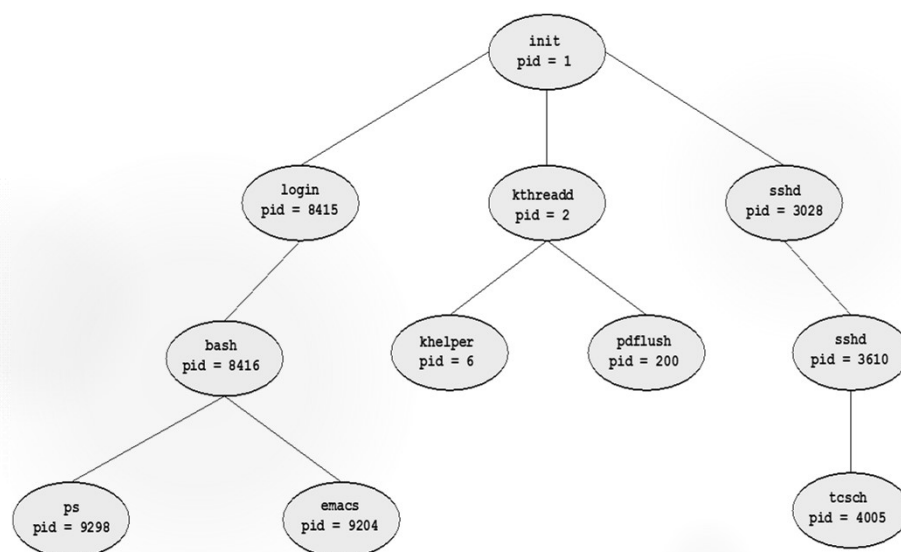 init
pid = 1
login
pid = 8415
kthreadd
pid = 2
sshd
pid = 3028
bash
pid = 8416
khelper
pid = 6
pdflush
pid = 200
sshd
pid = 3610
ps
pid = 9298
emacs
pid = 9204
tcsch
pid = 4005